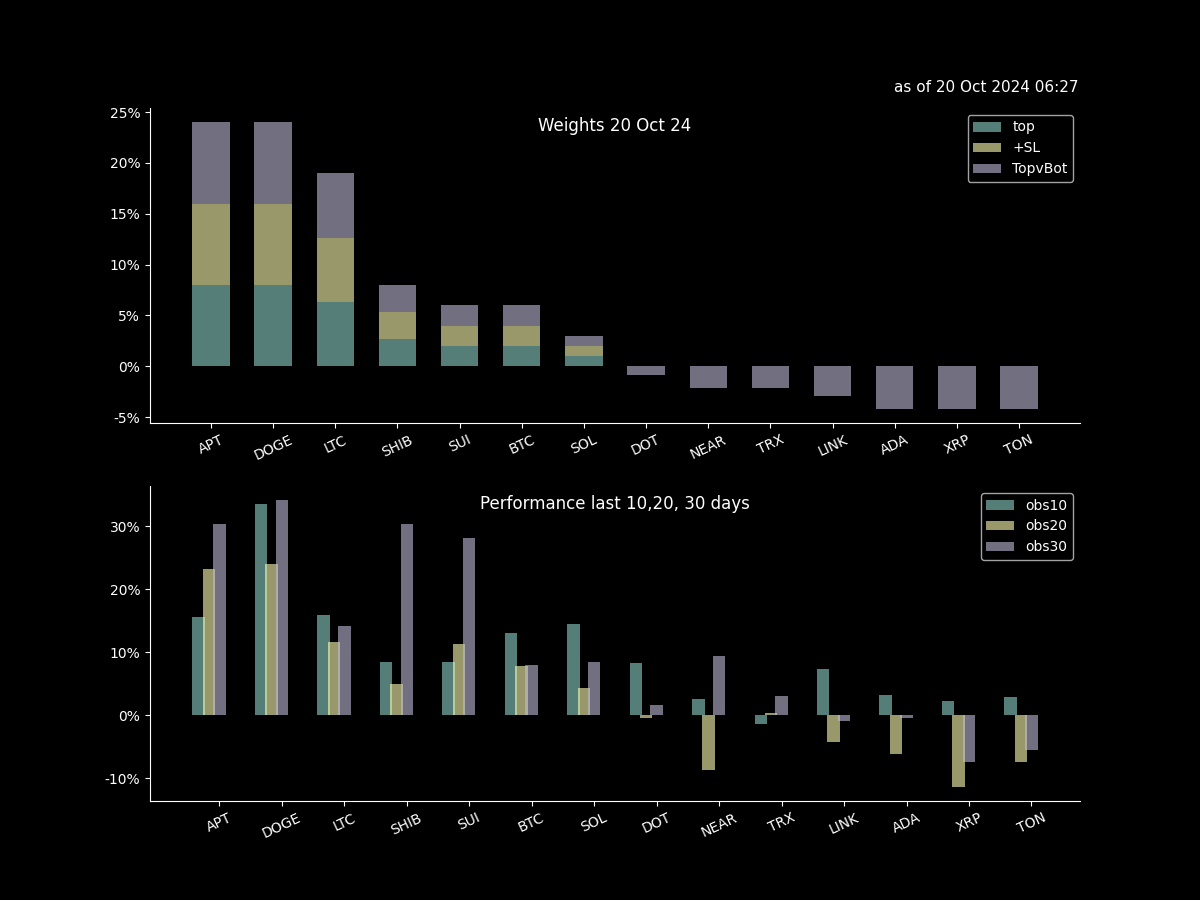 as of 20 Oct 2024 06:27
Weights 20 Oct 24
top
+SL
TopvBot
25%
20%
15%
10%
5%
0%
-5%
APT DOGE LTC SHIB SUI BTC SOL DOT NEAR TRX LINK ADA XRP TON
Performance last 10,20, 30 days
obs10
obs20
obs30
30%
20%
10%
0%
-10%
APT DOGE LTC SHIB SUI BTC SOL DOT NEAR TRX LINK ADA XRP TON